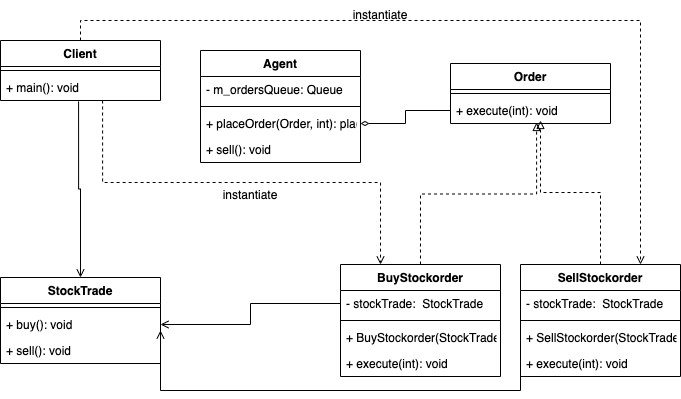 instantiate
Client
+ main(): void
Agent
- m_ordersQueue: Queue
+ placeOrder(Order, int): pla
+ sell(): void
Order
+ execute(int): void
instantiate
StockTrade
+ buy(): void
+ sell(): void
BuyStockorder
- stockTrade: StockTrade
+ BuyStockorder(StockTrade
+ execute(int): void
SellStockorder
- stockTrade: StockTrade
+ SellStockorder(StockTrade
+ execute(int): void